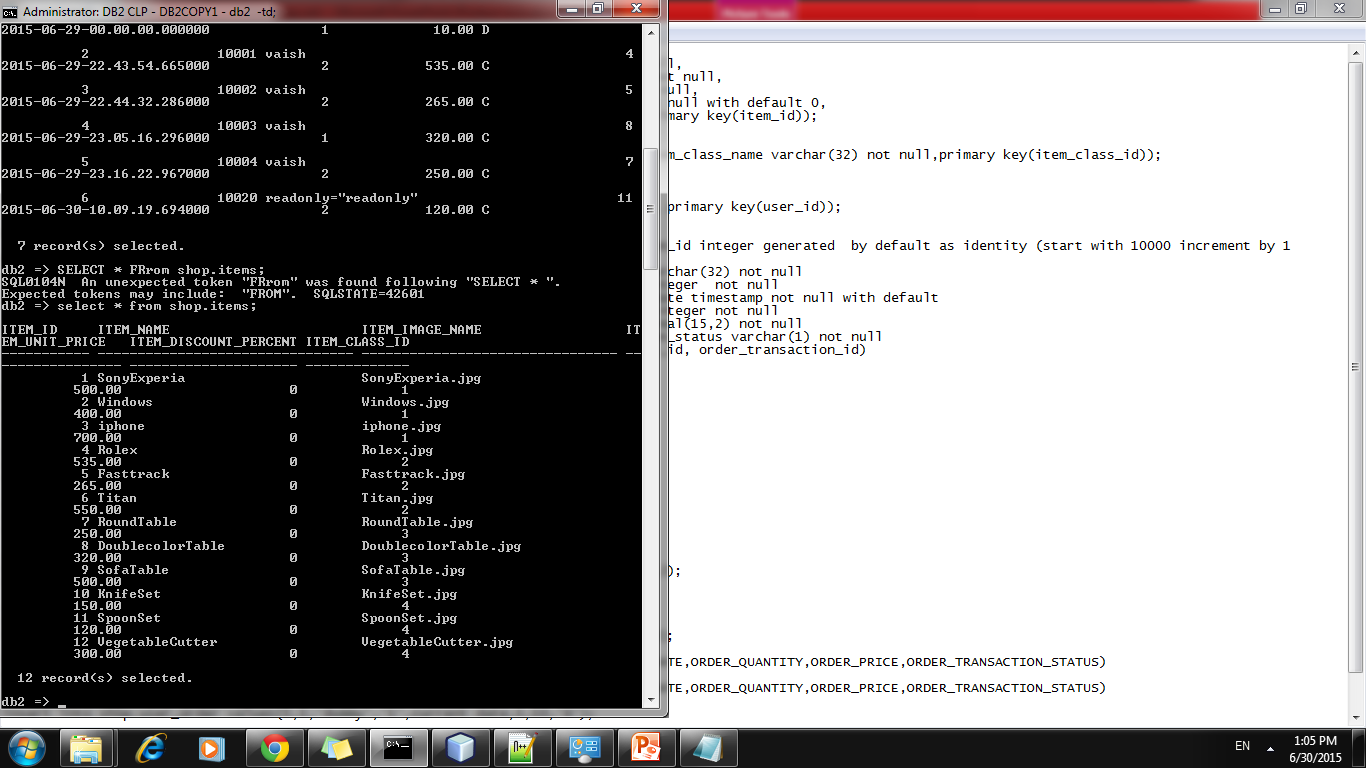 Administrator: DB2 CLP - DB2COPY1 - db2 -td;
2015-06-29-00.00.00.000000 1 10.00 D
2 10001 vaish 4
2015-06-29-22.43.54.665000 2 535.00 C
3 10002 vaish 5
2015-06-29-22.44.32.286000 2 265.00 C
4 10003 vaish 8
2015-06-29-23.05.16.296000 1 320.00 C
5 10004 vaish 7
2015-06-29-23.16.22.967000 2 250.00 C
6 10020 readonly="readonly" 11
2015-06-30-10.09.19.694000 2 120.00 C
7 record(s) selected.
db2 => SELECT * FRrom shop.items;
SQL0104N An unexpected token "FRrom" was found following "SELECT * ".
Expected tokens may include: "FROM". SQLSTATE=42601
db2 => select * from shop.items;
ITEM_ID ITEM_NAME ITEM_IMAGE_NAME IT
EM_UNIT_PRICE ITEM_DISCOUNT_PERCENT ITEM_CLASS_ID
1 SonyExperia SonyExperia.jpg
500.00 0 1
2 Windows Windows.jpg
400.00 0 1
3 iphone iphone.jpg
700.00 0 1
4 Rolex Rolex.jpg
535.00 0 2
5 Fasttrack Fasttrack.jpg
265.00 0 2
6 Titan Titan.jpg
550.00 0 2
7 RoundTable RoundTable.jpg
250.00 0 3
8 DoublecolorTable DoublecolorTable.jpg
320.00 0 3
9 SofaTable SofaTable.jpg
500.00 0 3
10 KnifeSet KnifeSet.jpg
150.00 0 4
11 SpoonSet SpoonSet.jpg
120.00 0 4
12 VegetableCutter VegetableCutter.jpg
300.00 0 4
12 record(s) selected.
db2 => _
l,
t null,
ull,
null with default 0,
mary key(item_id));
m_class_name varchar(32) not null,primary key(item_class_id));
primary key(user_id));
_id integer generated by default as identity (start with 10000 increment by 1
char(32) not null
eger not null
te timestamp not null with default
teger not null
al(15,2) not null
_status varchar(1) not null
id, order_transaction_id)
);
;
TE,ORDER_QUANTITY,ORDER_PRICE,ORDER_TRANSACTION_STATUS)
TE,ORDER_QUANTITY,ORDER_PRICE,ORDER_TRANSACTION_STATUS)
EN
1:05 PM
6/30/2015